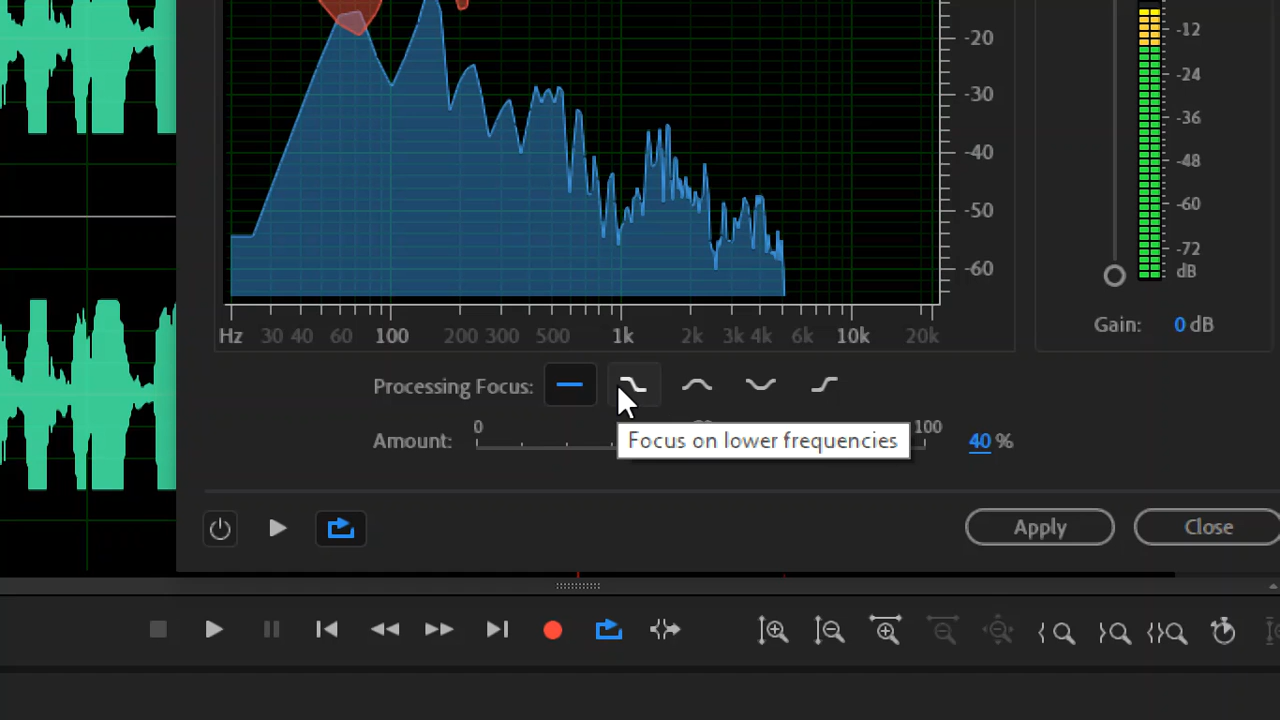 -20
-30
-40
-50
-60
-12
-24
-36
-48
-60
-72
dB
Hz 30 40 60 100 200 300 500 1k 2k 3k 4k 6k 10k 20k
Gain: 0 dB
Processing Focus:
Amount: 0 100 40 %
Focus on lower frequencies
Apply Close